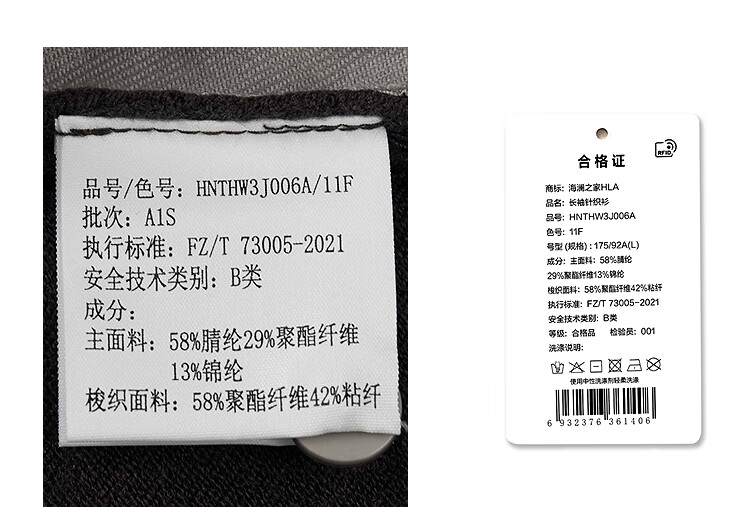 品号/色号: HNTHW3J006A/11F
批次: A1S
执行标准: FZ/T 73005-2021
安全技术类别: B类
成分:
主面料: 58%腈纶29%聚酯纤维
13%锦纶
梭织面料: 58%聚酯纤维42%粘纤
RFID
合格证
商标: 海澜之家HLA
品名: 长袖针织衫
货号: HNTHW3J006A
色号: 11F
号型(规格): 175/92A(L)
成分: 主面料: 58%腈纶
29%聚酯纤维13%锦纶
梭织面料: 58%聚酯纤维42%粘纤
执行标准: FZ/T 73005-2021
安全技术类别: B类
等级: 合格品 检验员: 001
洗涤说明:
使用中性洗涤剂轻柔洗涤
6 932376 361406